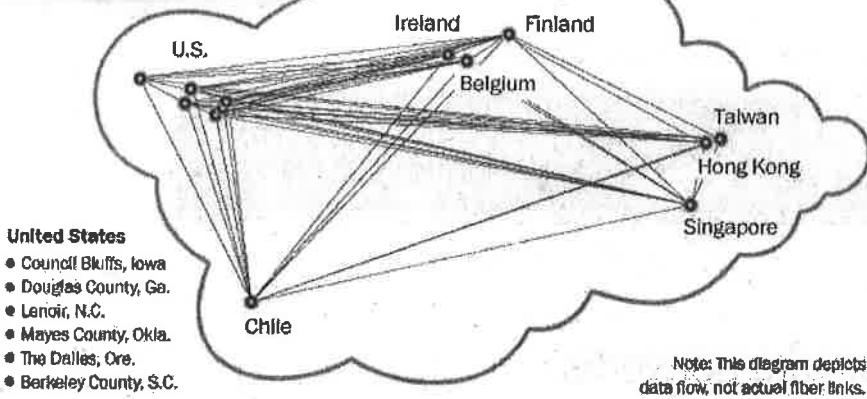 Ireland
Finland
U.S.
Belgium
Taiwan
Hong Kong
Singapore
Chile
United States
Council Bluffs, Iowa
Douglas County, Ga.
Lenoir, N.C.
Mayes County, Okla.
The Dalles, Ore.
Berkeley County, S.C.
Note: This diagram depicts
data flow, not actual fiber links.